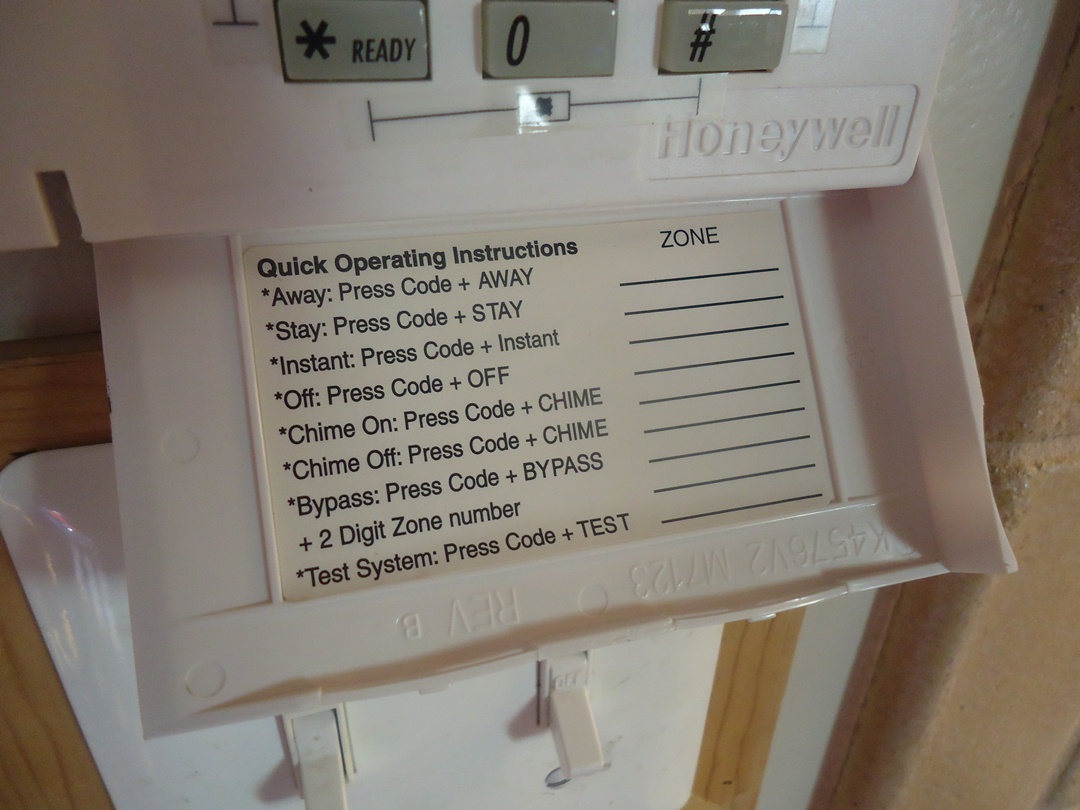 * READY
0
#
Honeywell
Quick Operating Instructions
ZONE
*Away: Press Code + AWAY
*Stay: Press Code + STAY
*Instant: Press Code + Instant
*Off: Press Code + OFF
*Chime On: Press Code + CHIME
*Chime Off: Press Code + CHIME
*Bypass: Press Code + BYPASS
+ 2 Digit Zone number
*Test System: Press Code + TEST
K4576V2 M7123
REV B.
OFF